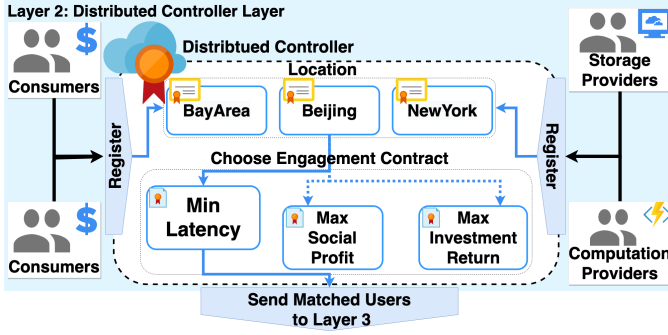 Layer 2: Distributed Controller Layer
$
Consumers
Distribtued Controller
Storage
Providers
Location
BayArea
Beijing
NewYork
Register
Register
Choose Engagement Contract
Min
Latency
Max
Social
Profit
Max
Investment
Return
$
Consumers
Computation
Providers
Send Matched Users
to Layer 3